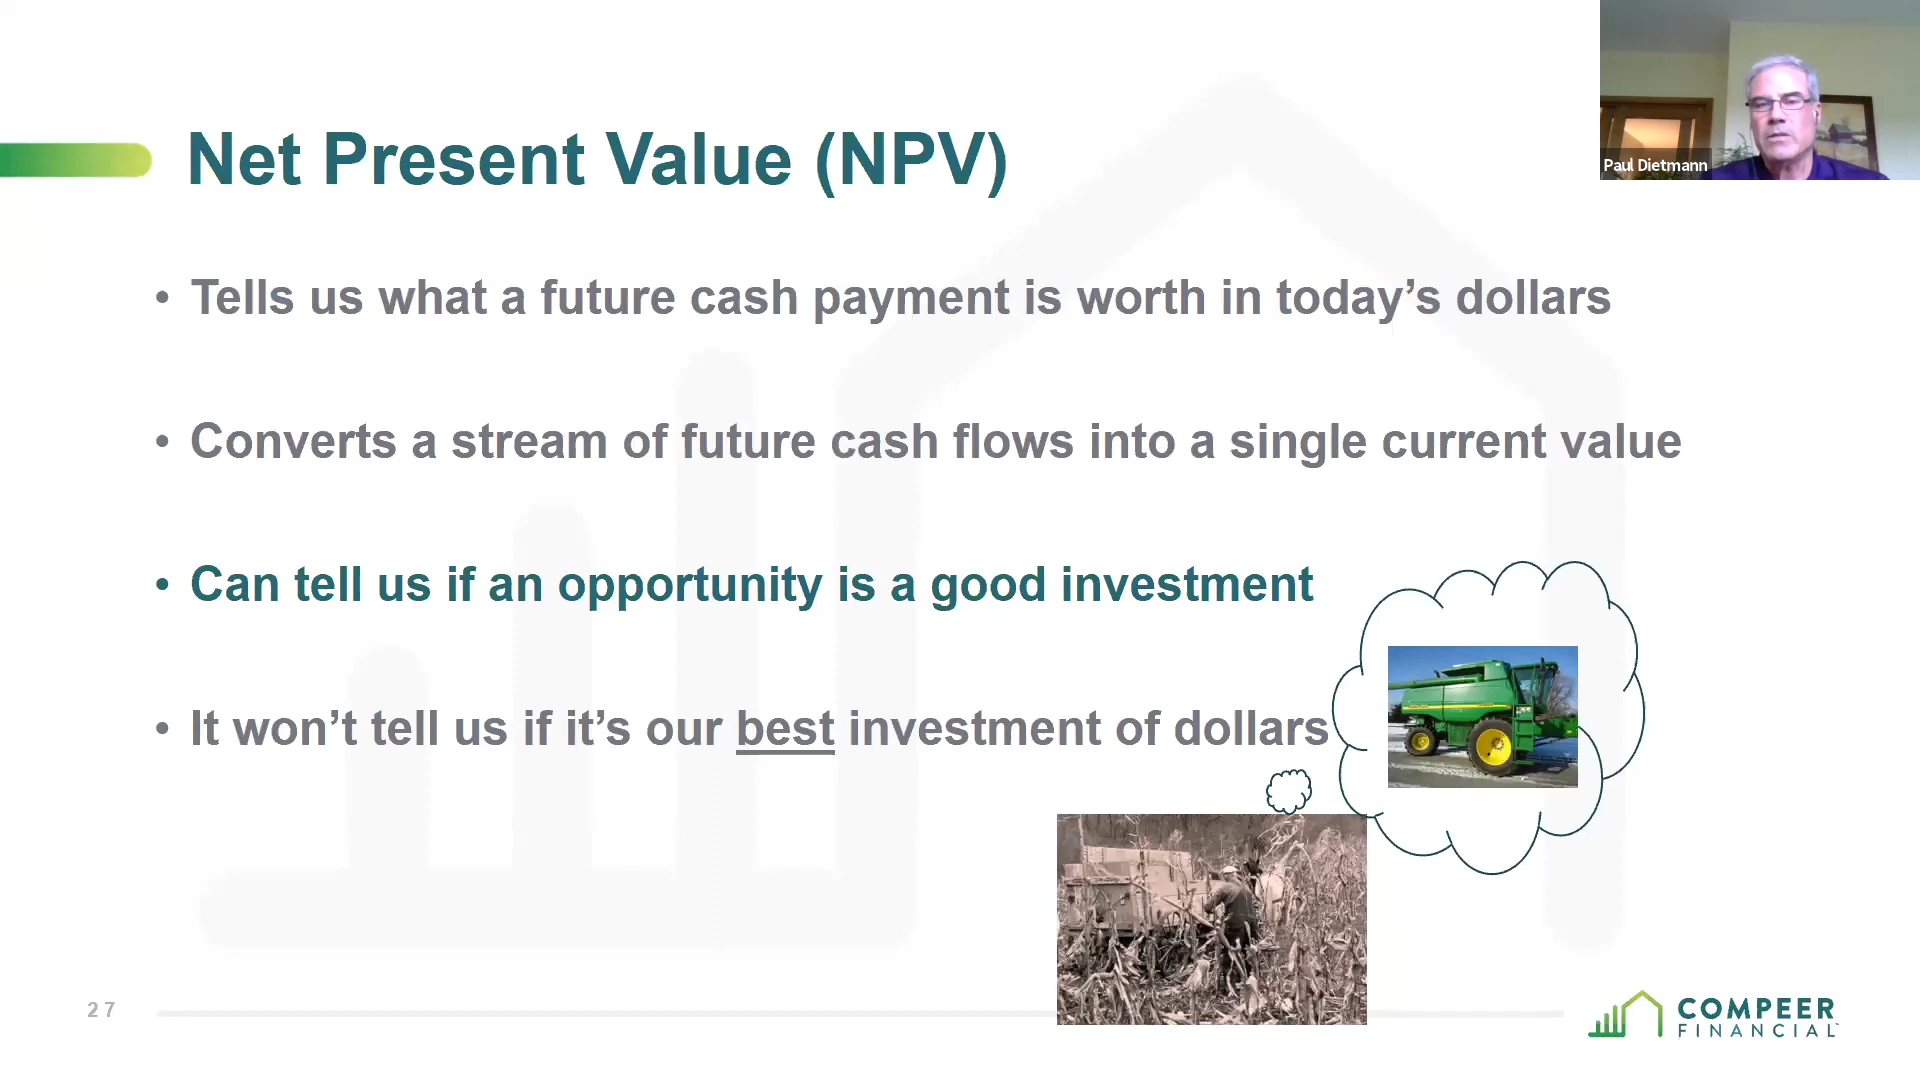 Paul Dietmann
Net Present Value (NPV)
• Tells us what a future cash payment is worth in today’s dollars
• Converts a stream of future cash flows into a single current value
• Can tell us if an opportunity is a good investment
• It won’t tell us if it’s our best investment of dollars
27
COMPEER
FINANCIAL